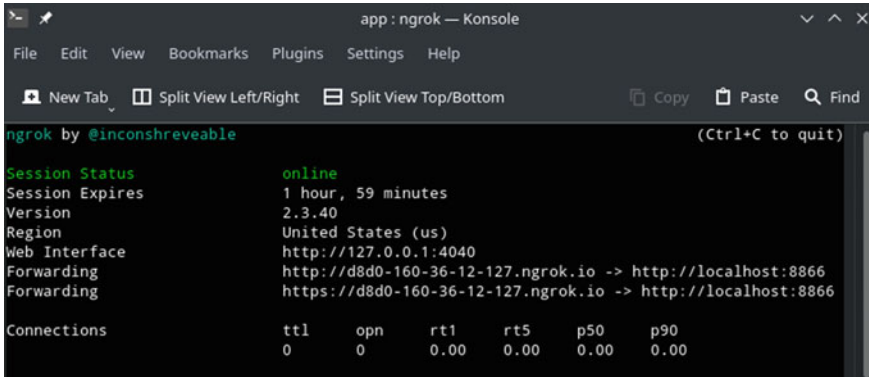 app : ngrok — Konsole
File Edit View Bookmarks Plugins Settings Help
New Tab Split View Left/Right Split View Top/Bottom Copy Paste Find
ngrok by @inconshreveable (Ctrl+C to quit)
Session Status online
Session Expires 1 hour, 59 minutes
Version 2.3.40
Region United States (us)
Web Interface http://127.0.0.1:4040
Forwarding http://d8d0-160-36-12-127.ngrok.io -> http://localhost:8866
Forwarding https://d8d0-160-36-12-127.ngrok.io -> http://localhost:8866
Connections ttl opn rt1 rt5 p50 p90
0 0 0.00 0.00 0.00 0.00